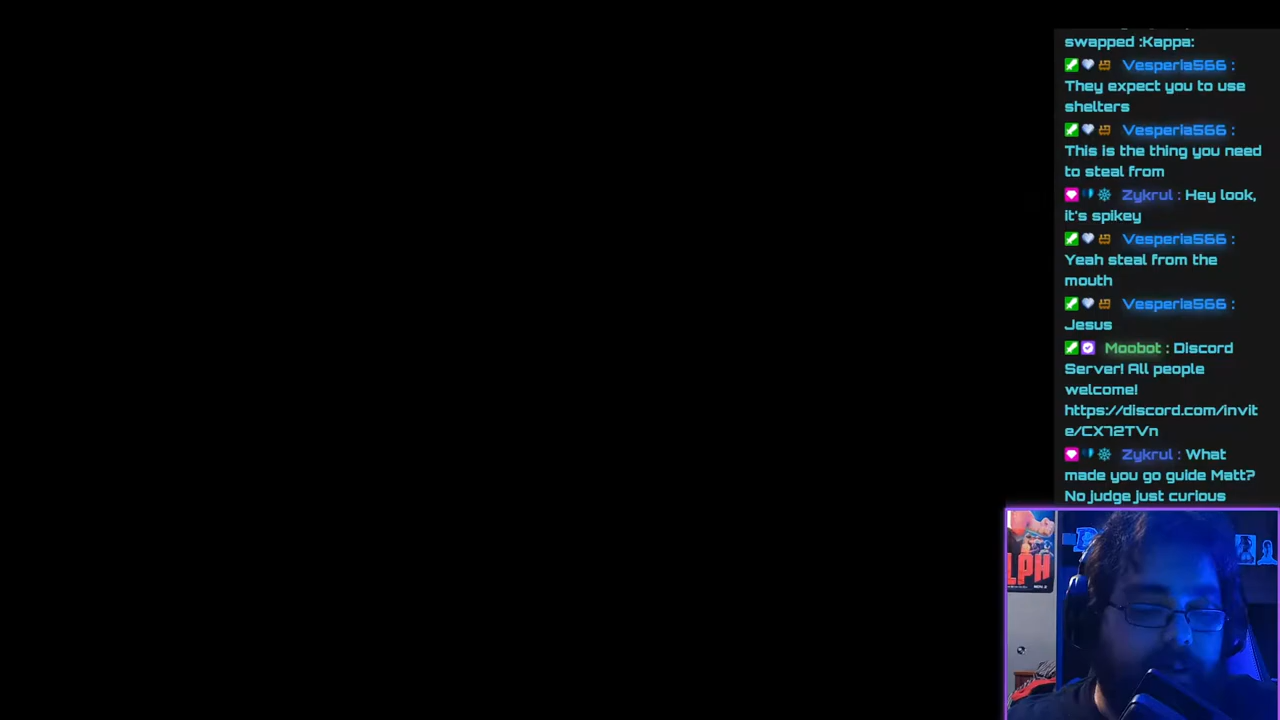 swapped :Kappa:
Vesperia566 :
They expect you to use
shelters
Vesperia566 :
This is the thing you need
to steal from
Zykrul : Hey look,
it's spikey
Vesperia566 :
Yeah steal from the
mouth
Vesperia566 :
Jesus
Moobot : Discord
Server! All people
welcome!
https://discord.com/invit
e/CX72TVn
Zykrul : What
made you go guide Matt?
No judge just curious
LPH